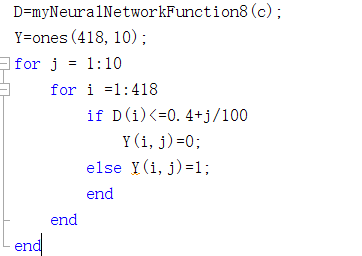 D=myNeuralNetworkFunction8(c);
Y=ones(418,10);
for j = 1:10
for i =1:418
if D(i)<=0.4+j/100
Y(i,j)=0;
else Y(i,j)=1;
end
end
end